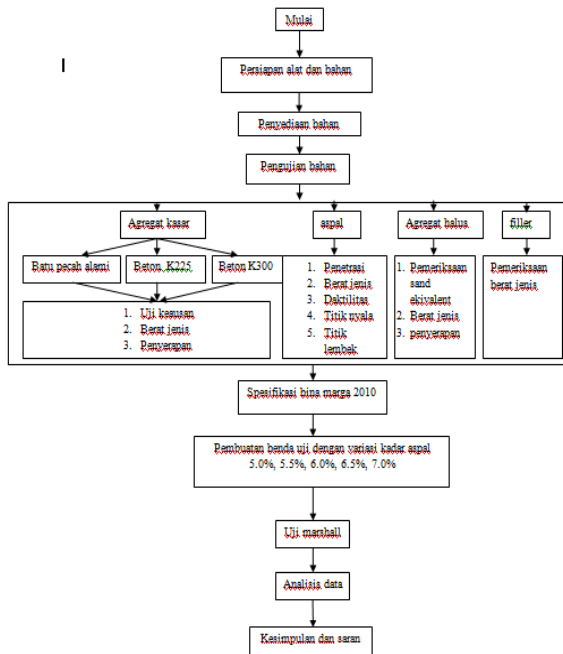 Mulai
Persiapan alat dan bahan
Penyediaan bahan
Pengujian bahan
Agregat kasar
aspal
Agregat halus
filler
Batu pecah alami
Beton K225
Beton K300
1. Uji keausan
2. Berat jenis
3. Penyerapan
1. Penetrasi
2. Berat jenis
3. Daktilitas
4. Titik nyala
5. Titik
lembek
1. Pemeriksaan
sand
ekivalent
2. Berat jenis
3. penyerapan
Pemeriksaan
berat jenis
Spesifikasi bina marga 2010
Pembuatan benda uji dengan variasi kadar aspal
5.0%, 5.5%, 6.0%, 6.5%, 7.0%
Uji marshall
Analisis data
Kesimpulan dan saran